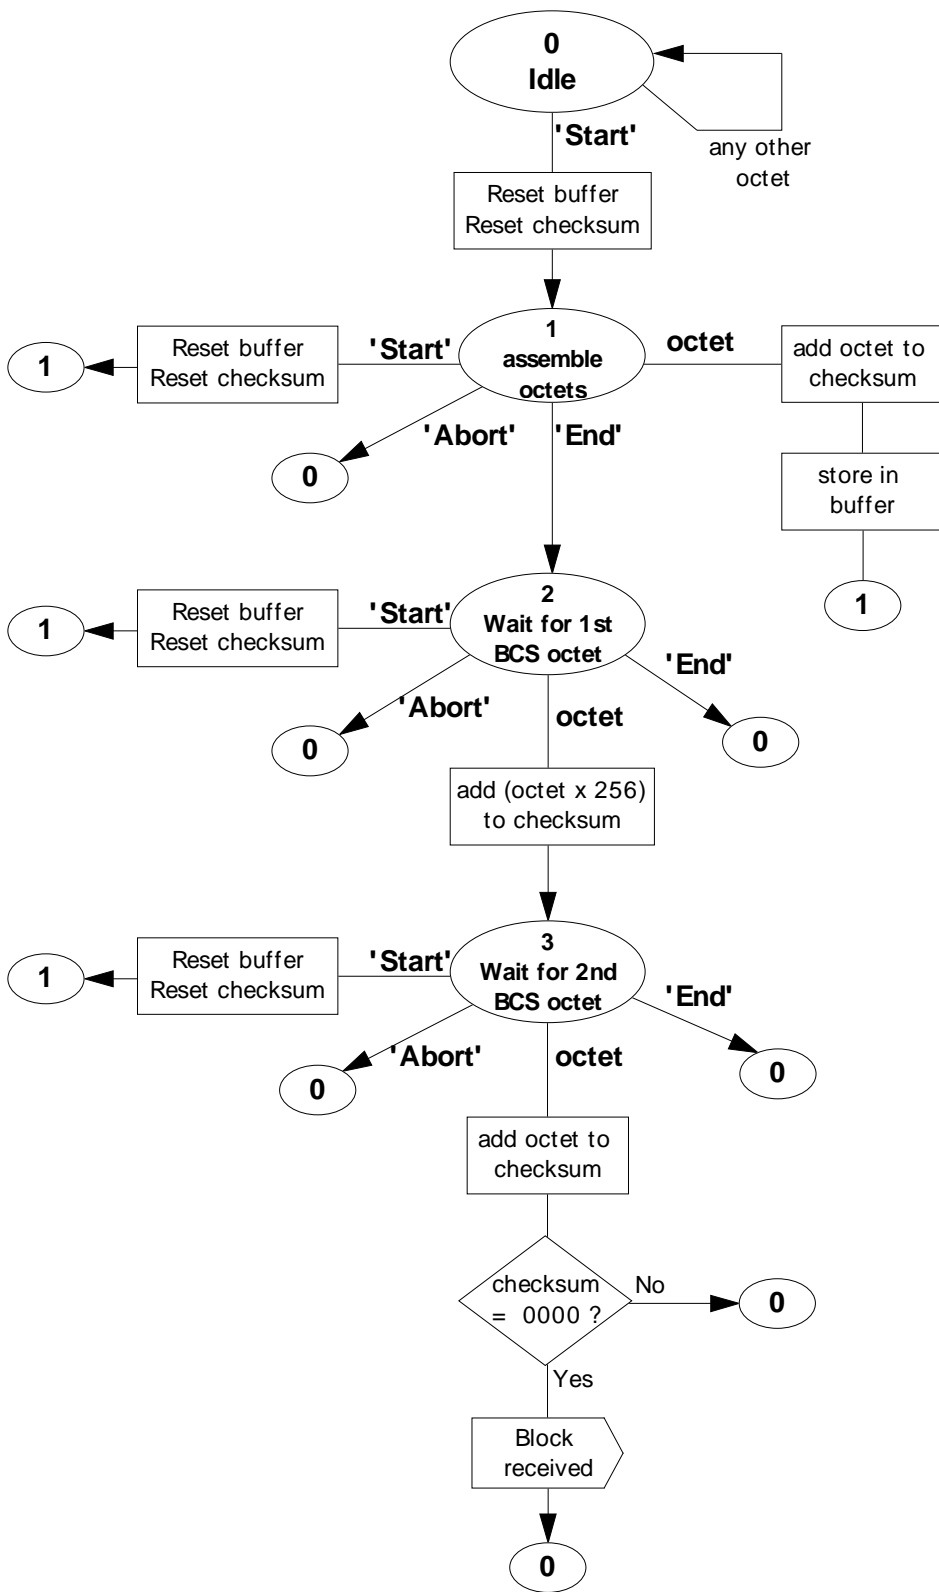 0
Idle
'Start'
any other
octet
Reset buffer
Reset checksum
1
Reset buffer
Reset checksum
'Start'
1
assemble
octets
octet
add octet to
checksum
'Abort'
'End'
0
store in
buffer
1
1
Reset buffer
Reset checksum
'Start'
2
Wait for 1st
BCS octet
'End'
'Abort'
octet
0
0
add (octet x 256)
to checksum
1
Reset buffer
Reset checksum
'Start'
3
Wait for 2nd
BCS octet
'End'
'Abort'
octet
0
0
add octet to
checksum
checksum
= 0000 ?
No
0
Yes
Block
received
0